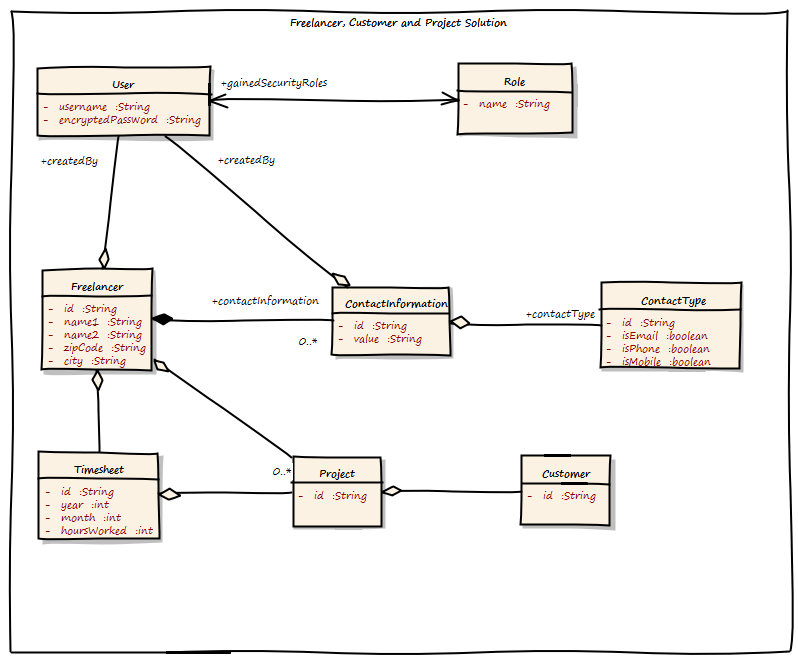 Freelancer, Customer and Project Solution
User
- username :String
- encryptedPassword :String
+gainedSecurityRoles
Role
- name :String
+createdBy
+createdBy
Freelancer
- id :String
- name1 :String
- name2 :String
- zipCode :String
- city :String
+contactInformation
0..*
ContactInformation
- id :String
- value :String
+contactType
ContactType
- id :String
- isEmail :boolean
- isPhone :boolean
- isMobile :boolean
Timesheet
- id :String
- year :int
- month :int
- hoursWorked :int
0..*
Project
- id :String
Customer
- id :String